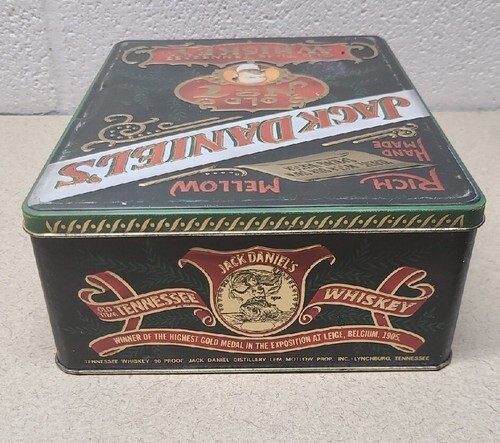 WHISKEY
OLD
No. 7
JACK DANIEL'S
HAND
MADE
RICH
MELLOW
JACK DANIEL'S
OLD
TIME
TENNESSEE
WHISKEY
WINNER OF THE HIGHEST GOLD MEDAL IN THE EXPOSITION AT LEIGE, BELGIUM, 1905.
TENNESSEE WHISKEY · 90 PROOF, JACK DANIEL DISTILLERY LEM MOTLOW PROP. INC. · LYNCHBURG, TENNESSEE